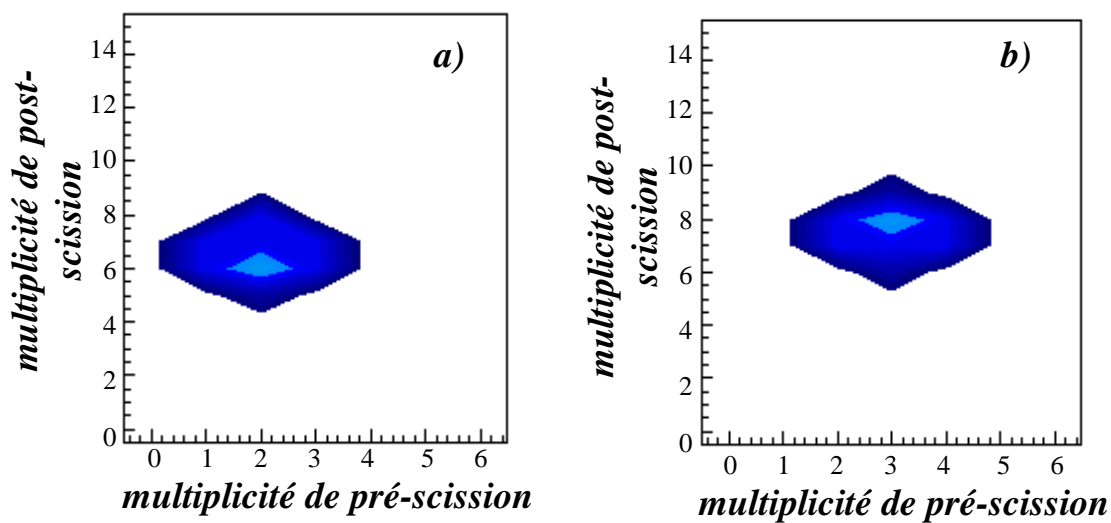 a)
multiplicité de post-
scission
14
12
10
8
6
4
2
0
0 1 2 3 4 5 6
multiplicité de pré-scission
b)
multiplicité de post-
scission
14
12
10
8
6
4
2
0
0 1 2 3 4 5 6
multiplicité de pré-scission